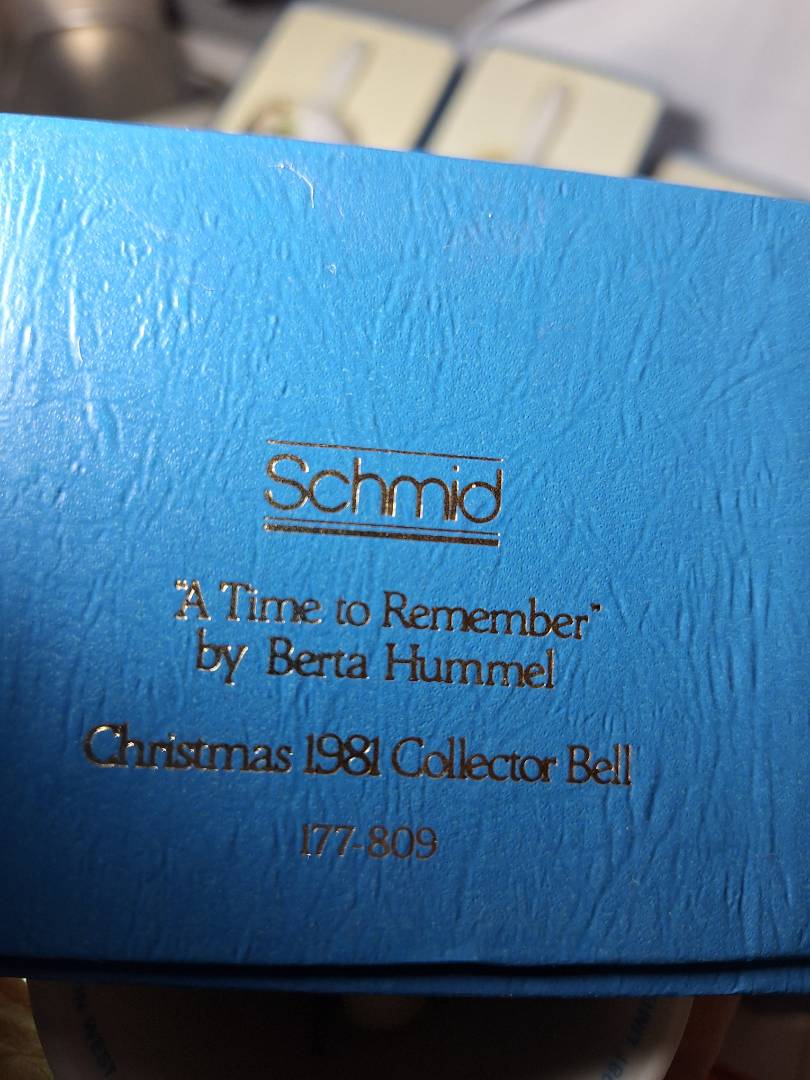 Schmid
"A Time to Remember"
by Berta Hummel
Christmas 1981 Collector Bell
177-809